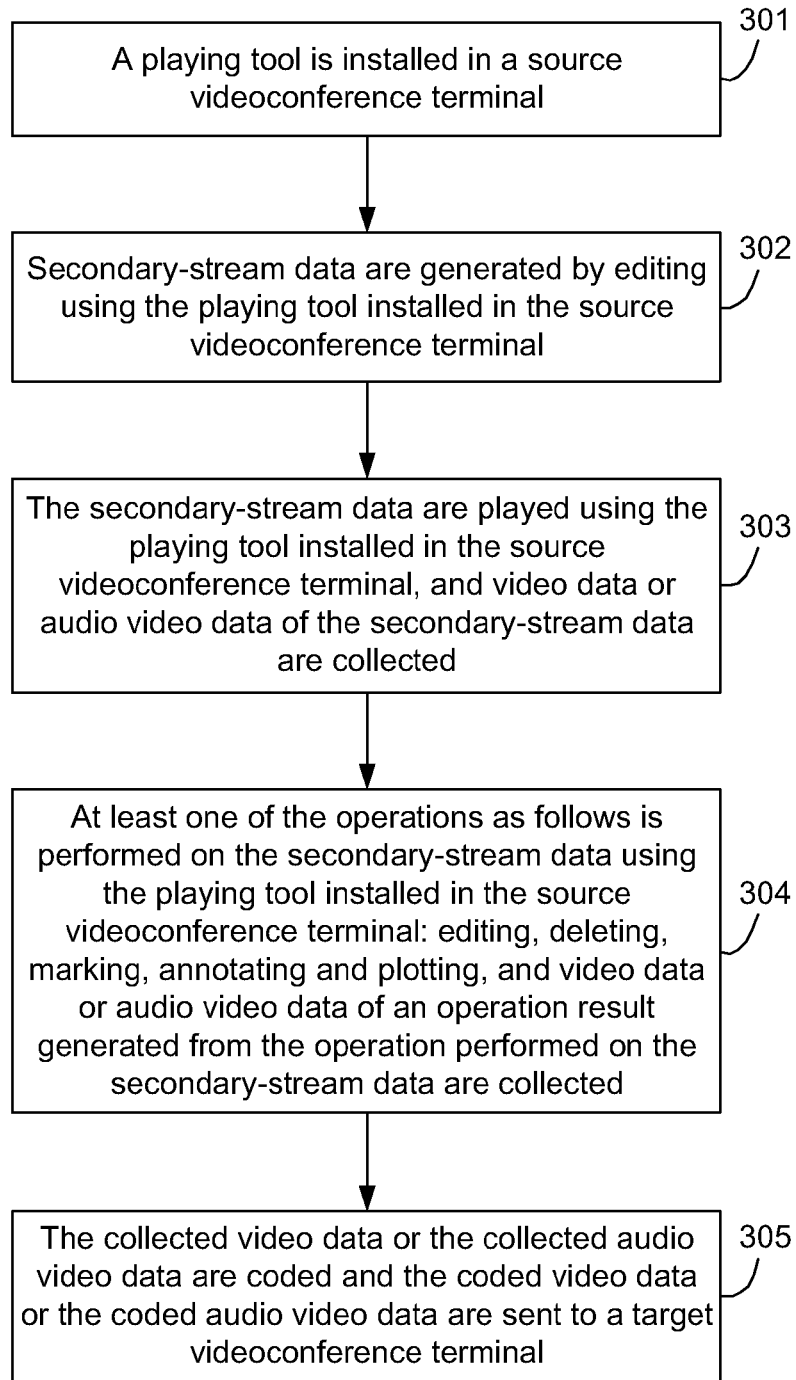 301
A playing tool is installed in a source
videoconference terminal
302
Secondary-stream data are generated by editing
using the playing tool installed in the source
videoconference terminal
303
The secondary-stream data are played using the
playing tool installed in the source
videoconference terminal, and video data or
audio video data of the secondary-stream data
are collected
304
At least one of the operations as follows is
performed on the secondary-stream data using
the playing tool installed in the source
videoconference terminal: editing, deleting,
marking, annotating and plotting, and video data
or audio video data of an operation result
generated from the operation performed on the
secondary-stream data are collected
305
The collected video data or the collected audio
video data are coded and the coded video data
or the coded audio video data are sent to a target
videoconference terminal